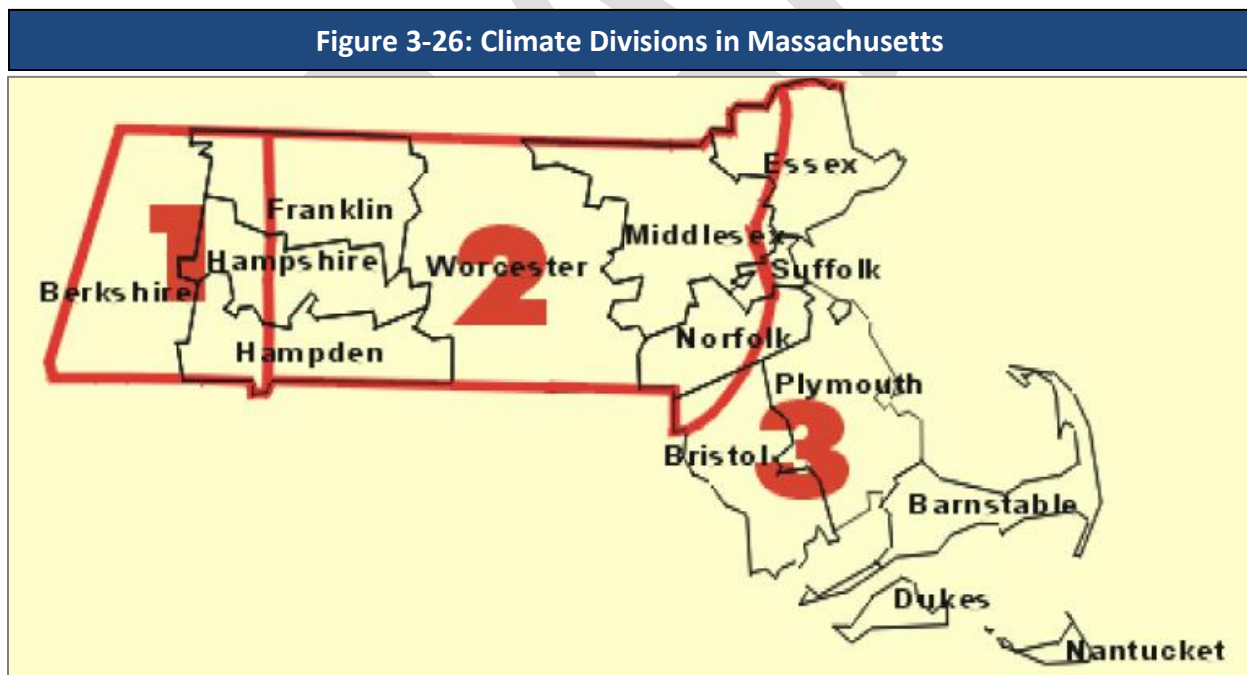 Figure 3-26: Climate Divisions in Massachusetts
Essex
Franklin
Middlesex
1
Hampshire
Worcester
2
Suffolk
Berkshire
Norfolk
Hampden
Plymouth
Bristol
3
Barnstable
Dukes
Nantucket